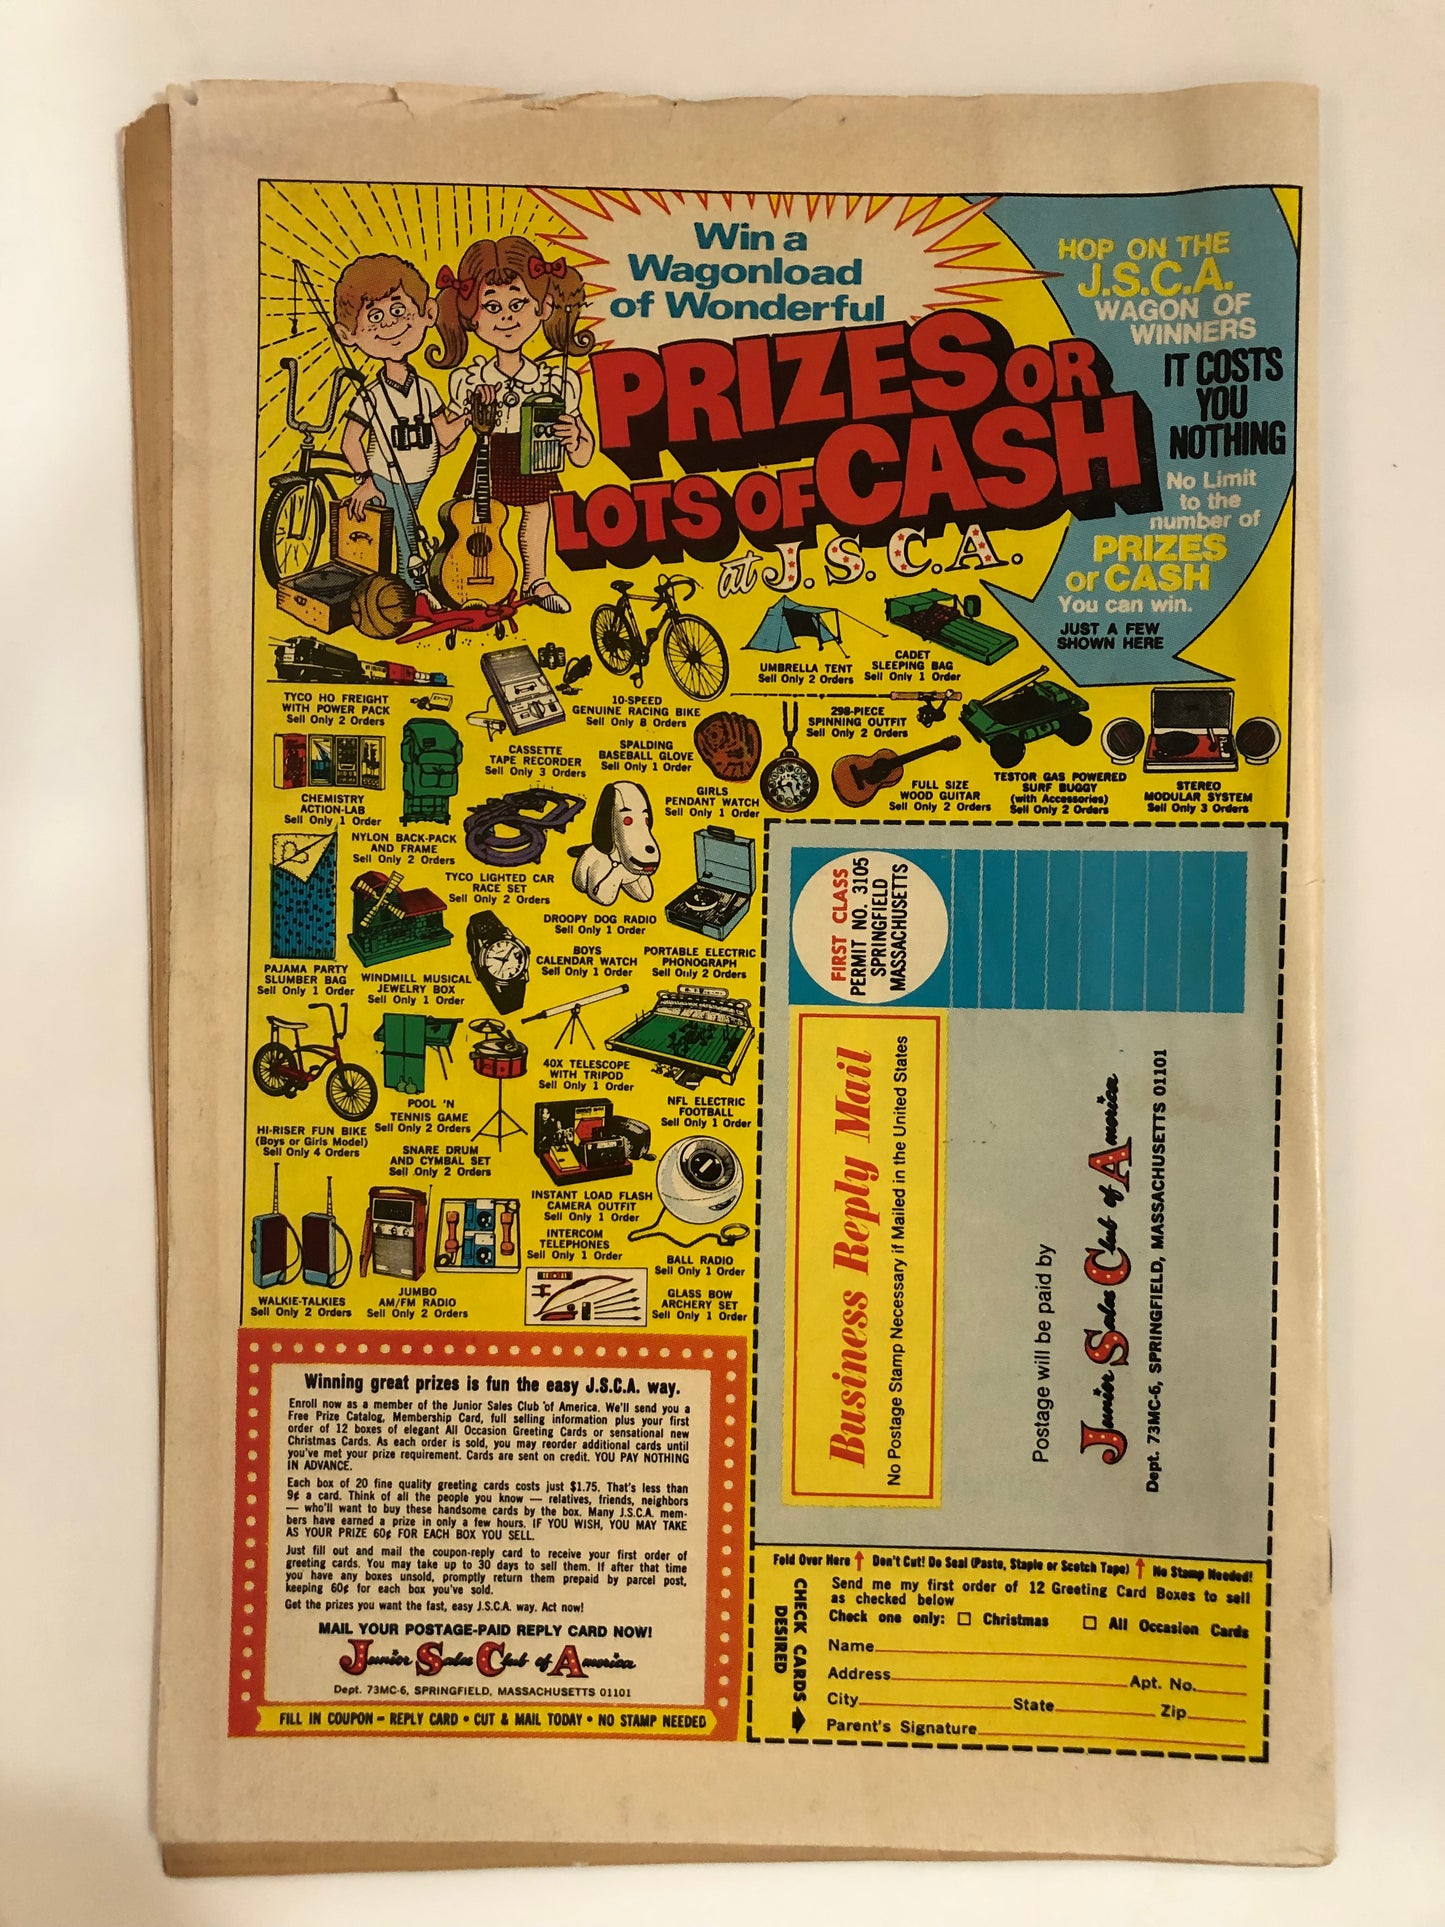 Win a
Wagonload
of Wonderful
PRIZES OR
LOTS OF CASH
at J.S.C.A.
HOP ON THE
J.S.C.A.
WAGON OF
WINNERS
IT COSTS
YOU
NOTHING
No Limit
to the
number of
PRIZES
or CASH
You can win.
JUST A FEW
SHOWN HERE
TYCO HO FREIGHT
WITH POWER PACK
Sell Only 2 Orders
CASSETTE
TAPE RECORDER
Sell Only 3 Orders
10-SPEED
GENUINE RACING BIKE
Sell Only 8 Orders
UMBRELLA TENT
Sell Only 2 Orders
CADET
SLEEPING BAG
Sell Only 1 Order
298-PIECE
SPINNING OUTFIT
Sell Only 2 Orders
SPALDING
BASEBALL GLOVE
Sell Only 1 Order
GIRLS
PENDANT WATCH
Sell Only 1 Order
FULL SIZE
WOOD GUITAR
Sell Only 2 Orders
TESTOR GAS POWERED
SURF BUGGY
(with Accessories)
Sell Only 2 Orders
STEREO
MODULAR SYSTEM
Sell Only 3 Orders
CHEMISTRY
ACTION-LAB
Sell Only 1 Order
NYLON BACK-PACK
AND FRAME
Sell Only 2 Orders
TYCO LIGHTED CAR
RACE SET
Sell Only 2 Orders
DROOPY DOG RADIO
Sell Only 1 Order
PAJAMA PARTY
SLUMBER BAG
Sell Only 1 Order
WINDMILL MUSICAL
JEWELRY BOX
Sell Only 1 Order
BOYS
CALENDAR WATCH
Sell Only 1 Order
PORTABLE ELECTRIC
PHONOGRAPH
Sell Only 2 Orders
HI-RISER FUN BIKE
(Boys or Girls Model)
Sell Only 4 Orders
POOL 'N
TENNIS GAME
Sell Only 2 Orders
SNARE DRUM
AND CYMBAL SET
Sell Only 2 Orders
40X TELESCOPE
WITH TRIPOD
Sell Only 1 Order
NFL ELECTRIC
FOOTBALL
Sell Only 1 Order
INSTANT LOAD FLASH
CAMERA OUTFIT
Sell Only 1 Order
INTERCOM
TELEPHONES
Sell Only 1 Order
BALL RADIO
Sell Only 1 Order
WALKIE-TALKIES
Sell Only 2 Orders
JUMBO
AM/FM RADIO
Sell Only 2 Orders
GLASS BOW
ARCHERY SET
Sell Only 1 Order
Winning great prizes is fun the easy J.S.C.A. way.
Enroll now as a member of the Junior Sales Club of America. We'll send you a
Free Prize Catalog, Membership Card, full selling information plus your first
order of 12 boxes of elegant All Occasion Greeting Cards or sensational new
Christmas Cards. As each order is sold, you may reorder additional cards until
you've met your prize requirement. Cards are sent on credit. YOU PAY NOTHING
IN ADVANCE.
Each box of 20 fine quality greeting cards costs just $1.75. That's less than
9¢ a card. Think of all the people you know — relatives, friends, neighbors
— who'll want to buy these handsome cards by the box. Many J.S.C.A. mem-
bers have earned a prize in only a few hours. IF YOU WISH, YOU MAY TAKE
AS YOUR PRIZE 60¢ FOR EACH BOX YOU SELL.
Just fill out and mail the coupon-reply card to receive your first order of
greeting cards. You may take up to 30 days to sell them. If after that time
you have any boxes unsold, promptly return them prepaid by parcel post,
keeping 60¢ for each box you've sold.
Get the prizes you want the fast, easy J.S.C.A. way. Act now!
MAIL YOUR POSTAGE-PAID REPLY CARD NOW!
Junior Sales Club of America
Dept. 73MC-6, SPRINGFIELD, MASSACHUSETTS 01101
FILL IN COUPON – REPLY CARD • CUT & MAIL TODAY • NO STAMP NEEDED
FIRST CLASS
PERMIT NO. 3105
SPRINGFIELD
MASSACHUSETTS
Business Reply Mail
No Postage Stamp Necessary if Mailed in the United States
Postage will be paid by
Junior Sales Club of America
Dept. 73MC-6, SPRINGFIELD, MASSACHUSETTS 01101
Fold Over Here ↑ Don't Cut! Do Seal (Paste, Staple or Scotch Tape) ↑ No Stamp Needed!
CHECK CARDS
DESIRED
Send me my first order of 12 Greeting Card Boxes to sell
as checked below
Check one only: □ Christmas □ All Occasion Cards
Name
Address Apt. No.
City State Zip
Parent's Signature